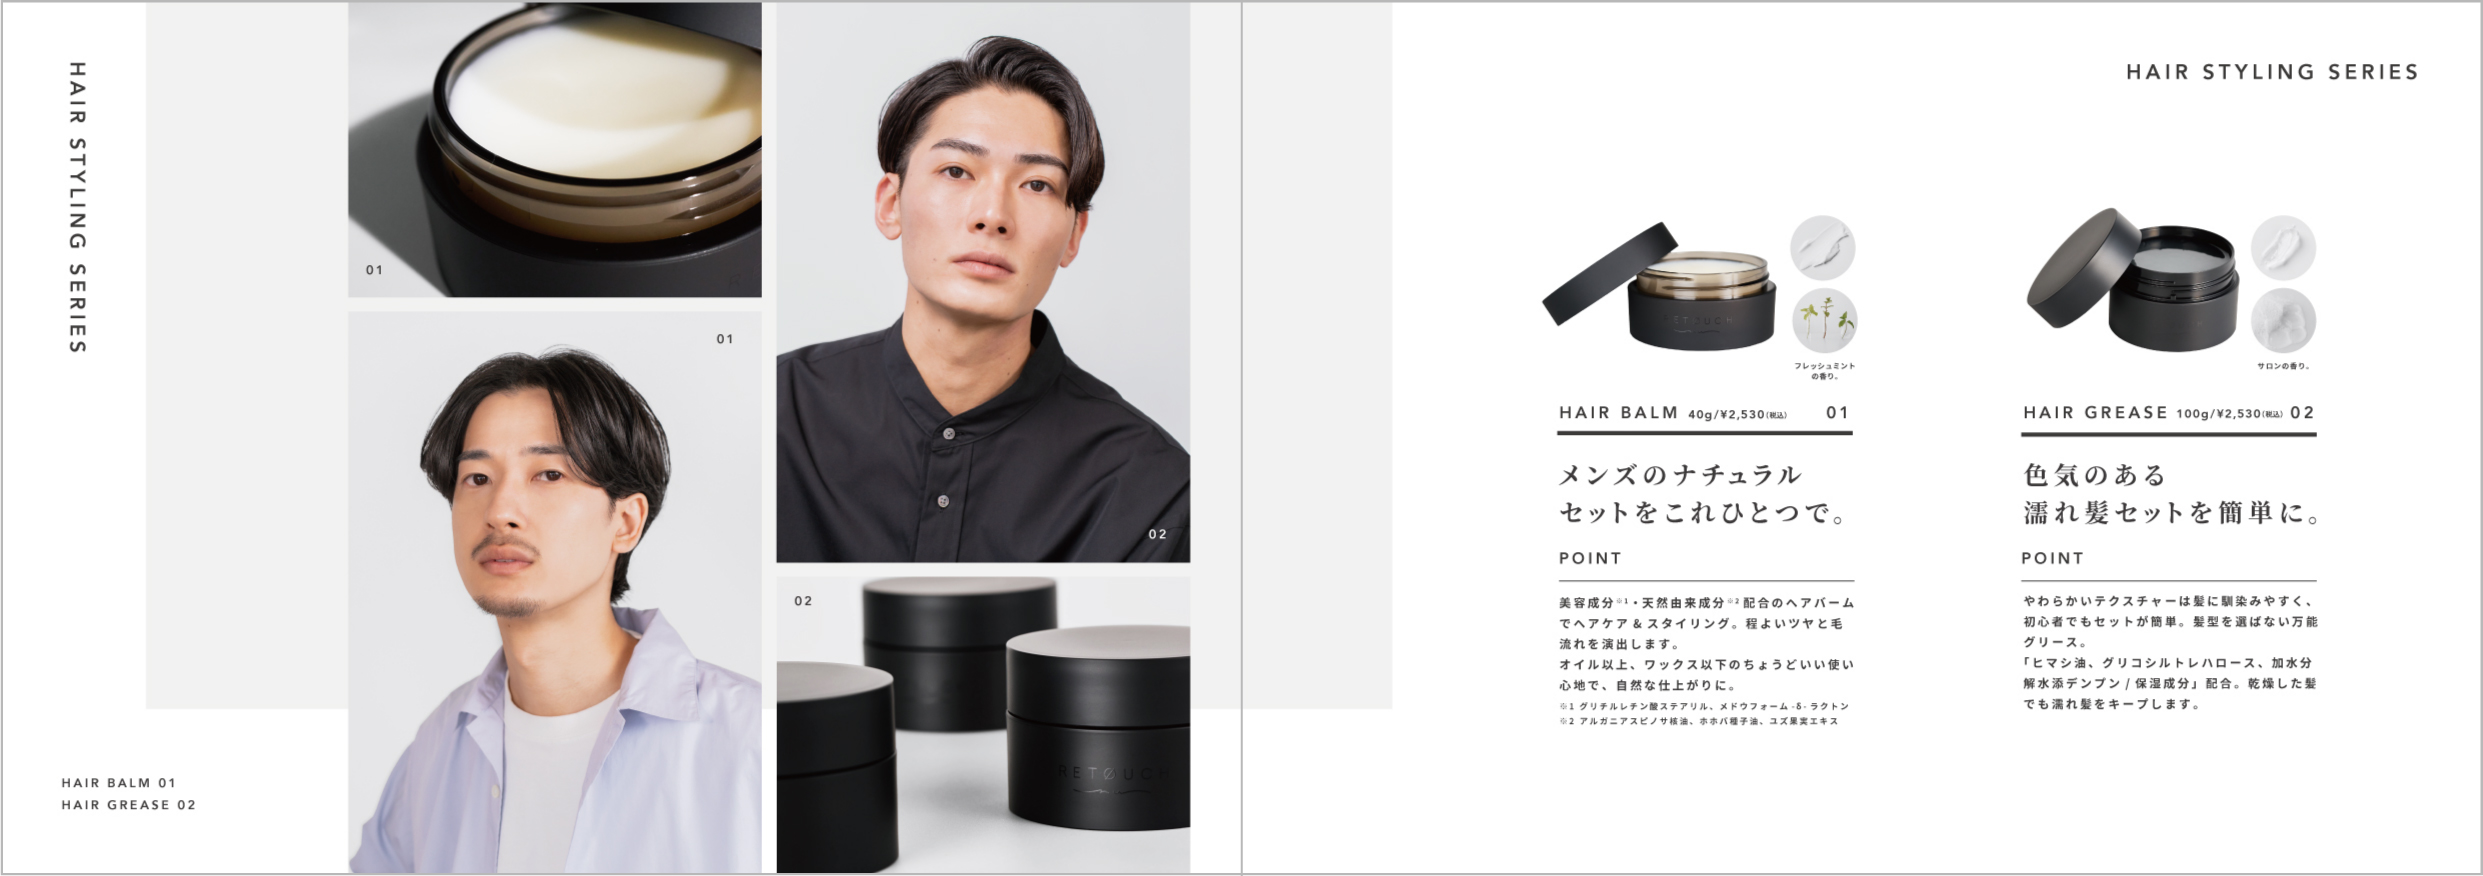 HAIR STYLING SERIES
01
01
02
02
RETØUCH
HAIR BALM 01
HAIR GREASE 02
HAIR STYLING SERIES
RETØUCH
フレッシュミント
の香り。
HAIR BALM 40g/¥2,530(税込) 01
メンズのナチュラル
セットをこれひとつで。
POINT
美容成分※1・天然由来成分※2配合のヘアバーム
でヘアケア & スタイリング。程よいツヤと毛
流れを演出します。
オイル以上、ワックス以下のちょうどいい使い
心地で、自然な仕上がりに。
※1 グリチルレチン酸ステアリル、メドウフォーム -δ- ラクトン
※2 アルガニアスピノサ核油、ホホバ種子油、ユズ果実エキス
サロンの香り。
HAIR GREASE 100g/¥2,530(税込) 02
色気のある
濡れ髪セットを簡単に。
POINT
やわらかいテクスチャーは髪に馴染みやすく、
初心者でもセットが簡単。髪型を選ばない万能
グリース。
「ヒマシ油、グリコシルトレハロース、加水分
解水添デンプン / 保湿成分」配合。乾燥した髪
でも濡れ髪をキープします。